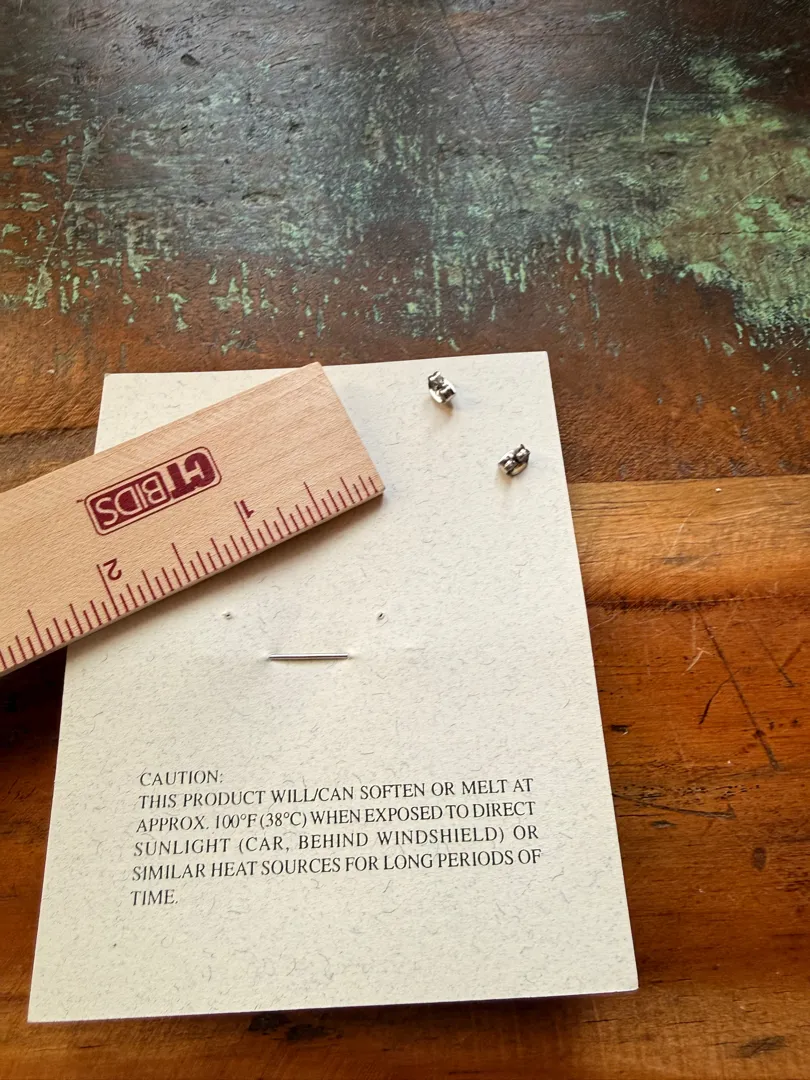 CTBIDS
1
2
CAUTION:
THIS PRODUCT WILL/CAN SOFTEN OR MELT AT
APPROX. 100°F (38°C) WHEN EXPOSED TO DIRECT
SUNLIGHT (CAR, BEHIND WINDSHIELD) OR
SIMILAR HEAT SOURCES FOR LONG PERIODS OF
TIME.